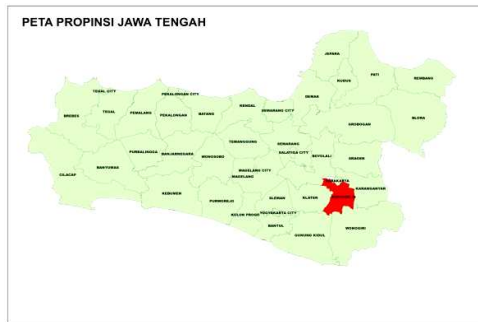 PETA PROPINSI JAWA TENGAH
JEPARA
PATI
REMBANG
KUDUS
TEGAL CITY
PEKALONGAN CITY
DEMAK
KENDAL
SEMARANG CITY
BREBES
TEGAL
PEMALANG
PEKALONGAN
BATANG
BLORA
GROBOGAN
TEMANGGUNG
SEMARANG
PURBALINGGA
BANJARNEGARA
WONOSOBO
SALATIGA CITY
BOYOLALI
SRAGEN
BANYUMAS
CILACAP
MAGELANG CITY
MAGELANG
SURAKARTA
KARANGANYAR
KEBUMEN
PURWOREJO
SLEMAN
KLATEN
KULON PROGO
YOGYAKARTA CITY
BANTUL
WONOGIRI
GUNUNG KIDUL